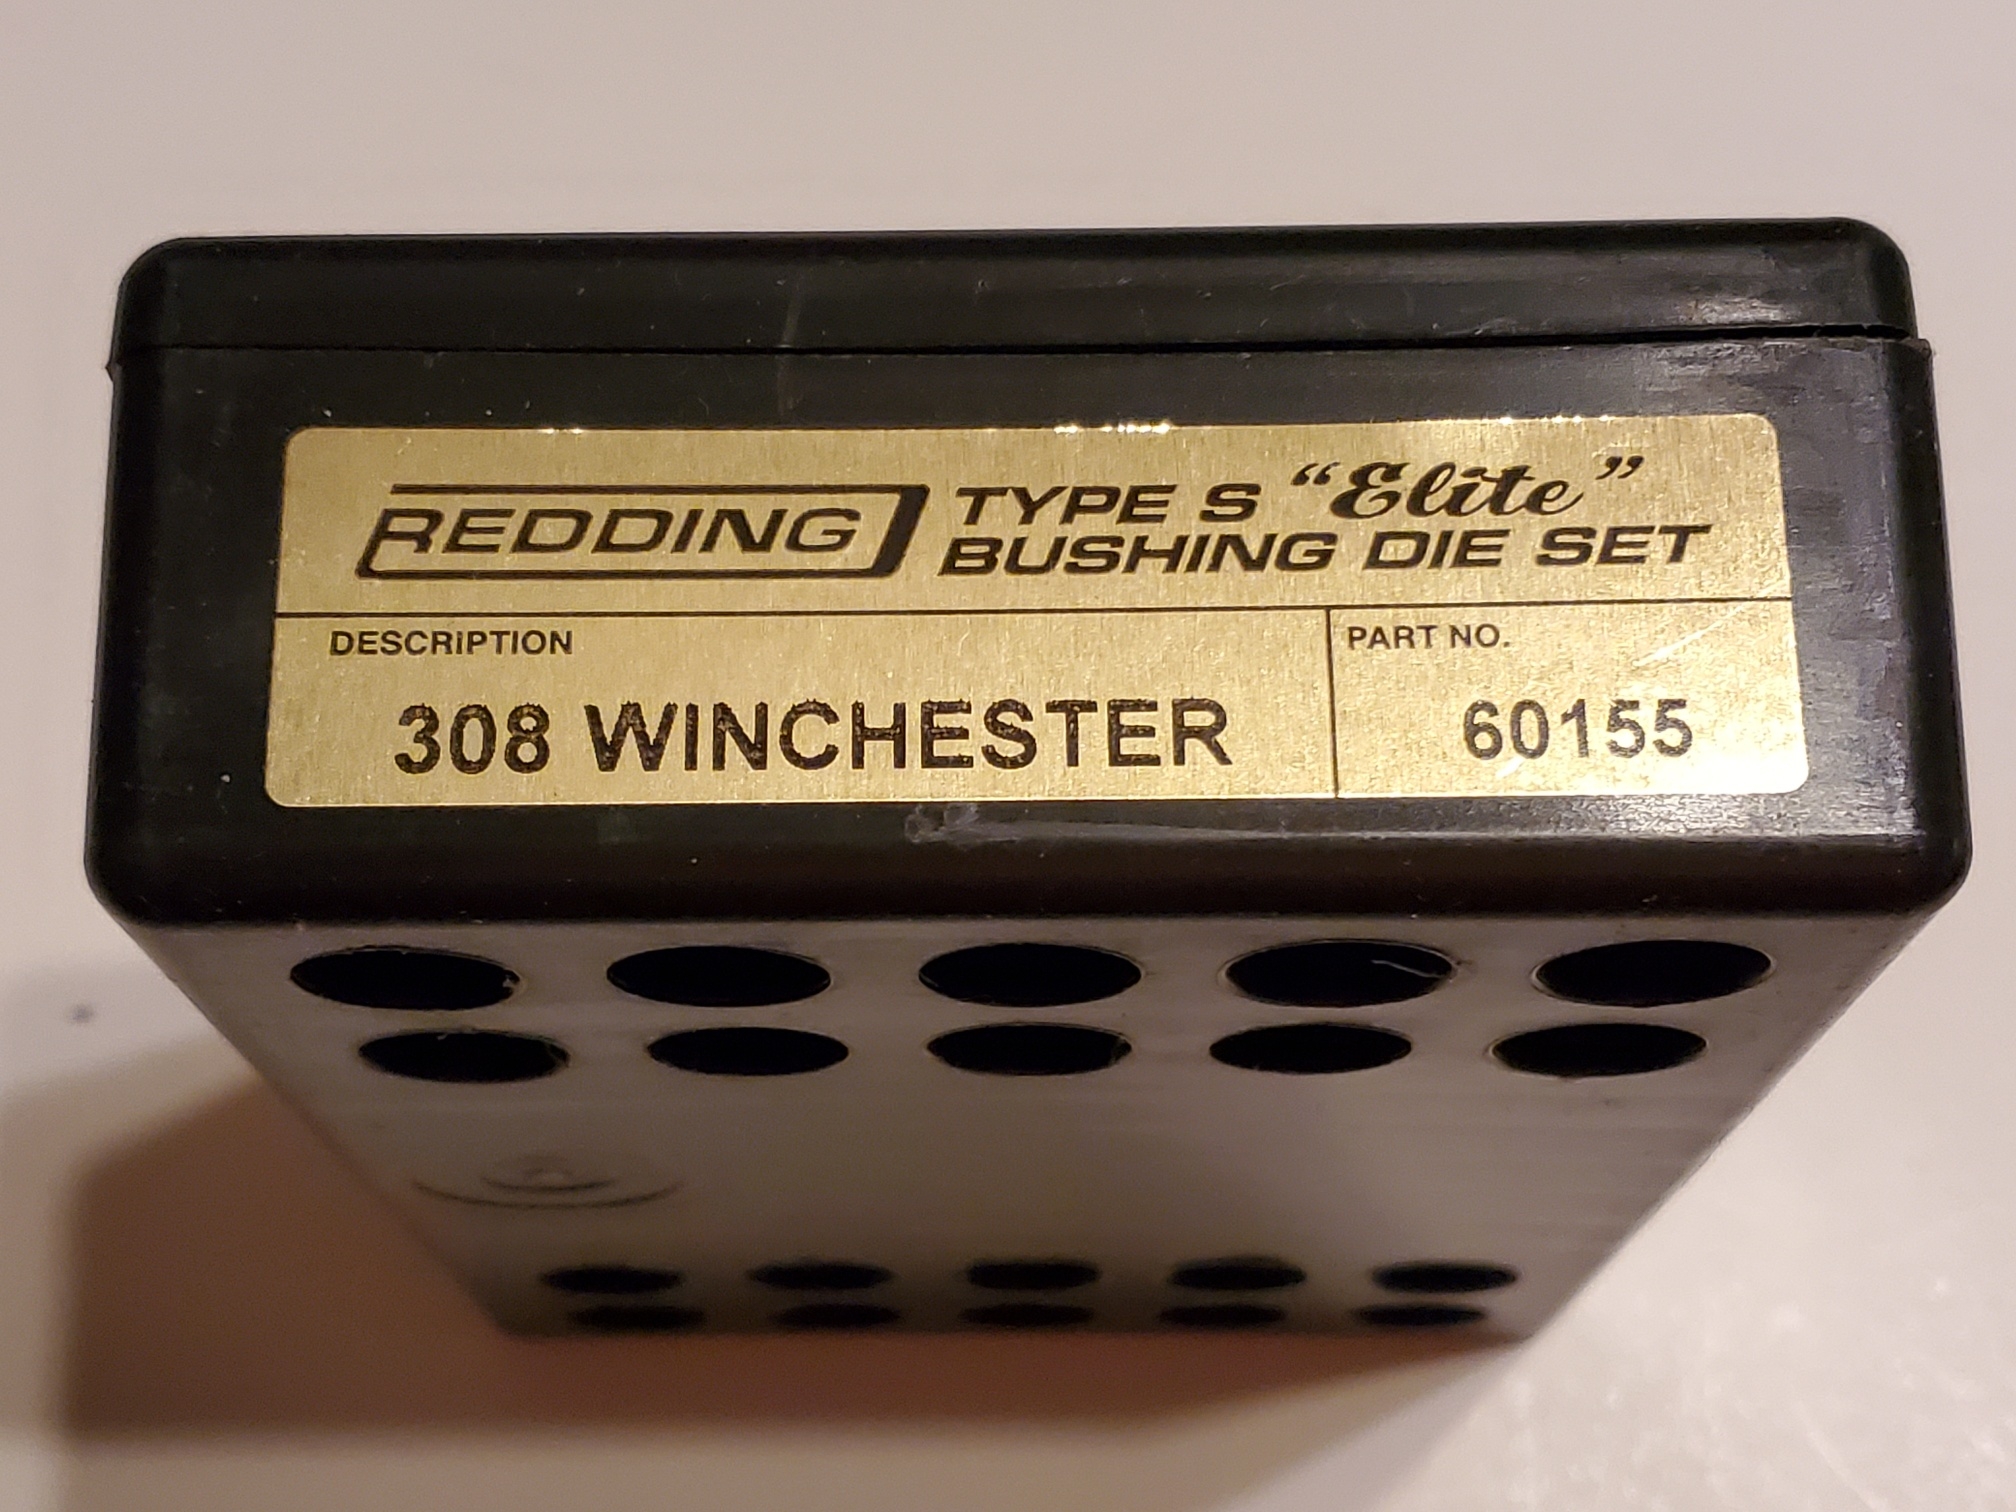 REDDING TYPE S “Elite”
BUSHING DIE SET
DESCRIPTION
308 WINCHESTER
PART NO.
60155